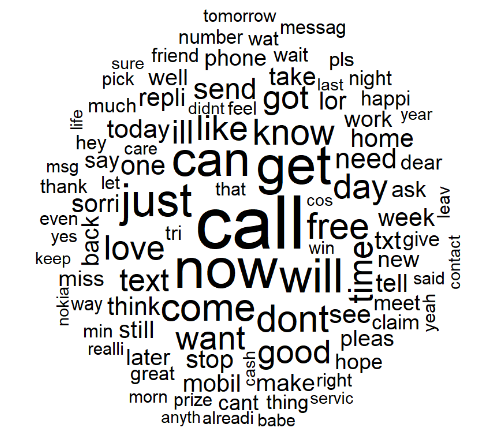 tomorrow
number wat messag
friend phone wait pls
sure pick well send take last night
much repli didnt feel got lor happi
life hey today ill like know work year home
care say one can get need dear
msg thank let that day ask
sorri just call cos free week leav
even yes back love tri now will win time txt give
keep miss text new contact
nokia way think come dont see tell said
min still want meet yeah claim
realli later stop good pleas
great mobil cash make right hope
morn prize cant thing servic
anyth alreadi babe